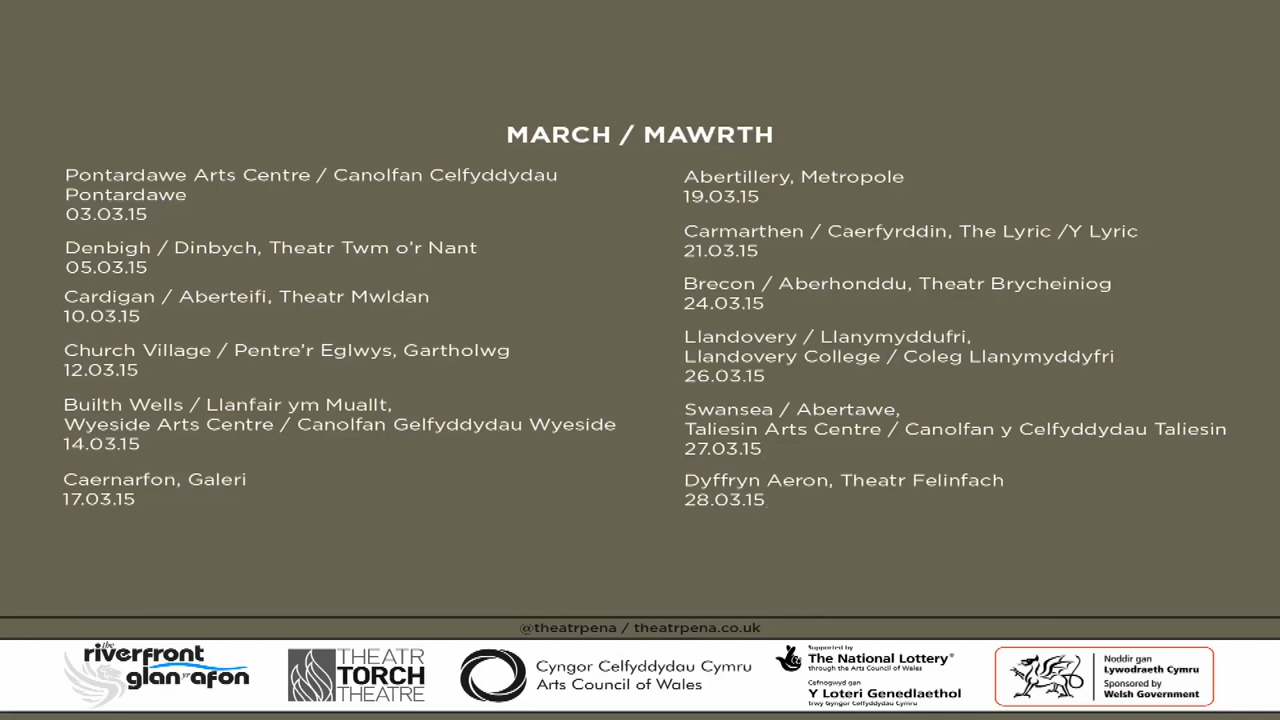 MARCH / MAWRTH
Pontardawe Arts Centre / Canolfan Celfyddydau
Pontardawe
03.03.15
Denbigh / Dinbych, Theatr Twm o'r Nant
05.03.15
Cardigan / Aberteifi, Theatr Mwldan
10.03.15
Church Village / Pentre'r Eglwys, Gartholwg
12.03.15
Builth Wells / Llanfair ym Muallt,
Wyeside Arts Centre / Canolfan Gelfyddydau Wyeside
14.03.15
Caernarfon, Galeri
17.03.15
Abertillery, Metropole
19.03.15
Carmarthen / Caerfyrddin, The Lyric /Y Lyric
21.03.15
Brecon / Aberhonddu, Theatr Brycheiniog
24.03.15
Llandovery / Llanymyddufri,
Llandovery College / Coleg Llanymyddyfri
26.03.15
Swansea / Abertawe,
Taliesin Arts Centre / Canolfan y Celfyddydau Taliesin
27.03.15
Dyffryn Aeron, Theatr Felinfach
28.03.15
@theatrpena / theatrpena.co.uk
the
riverfront
glan yr afon
THEATR
TORCH
THEATRE
Cyngor Celfyddydau Cymru
Arts Council of Wales
Supported by
The National Lottery®
through the Arts Council of Wales
Cefnogwyd gan
Y Loteri Genedlaethol
trwy Gyngor Celfyddydau Cymru
Noddir gan
Lywodraeth Cymru
Sponsored by
Welsh Government